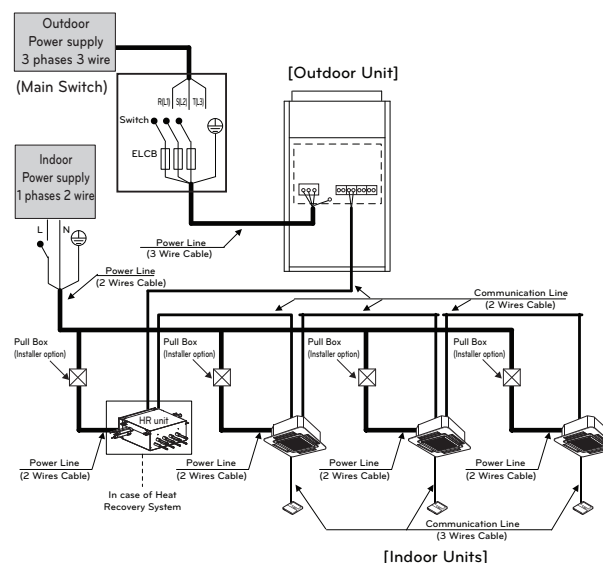 Outdoor
Power supply
3 phases 3 wire
(Main Switch)
[Outdoor Unit]
R(L1) S(L2) T(L3)
Switch
ELCB
Indoor
Power supply
1 phases 2 wire
L N
Power Line
(3 Wire Cable)
Power Line
(2 Wires Cable)
Communication Line
(2 Wires Cable)
Pull Box
(Installer option)
Pull Box
(Installer option)
Pull Box
(Installer option)
Pull Box
(Installer option)
HR unit
Power Line
(2 Wires Cable)
Power Line
(2 Wires Cable)
Power Line
(2 Wires Cable)
Power Line
(2 Wires Cable)
In case of Heat
Recovery System
Communication Line
(3 Wires Cable)
[Indoor Units]